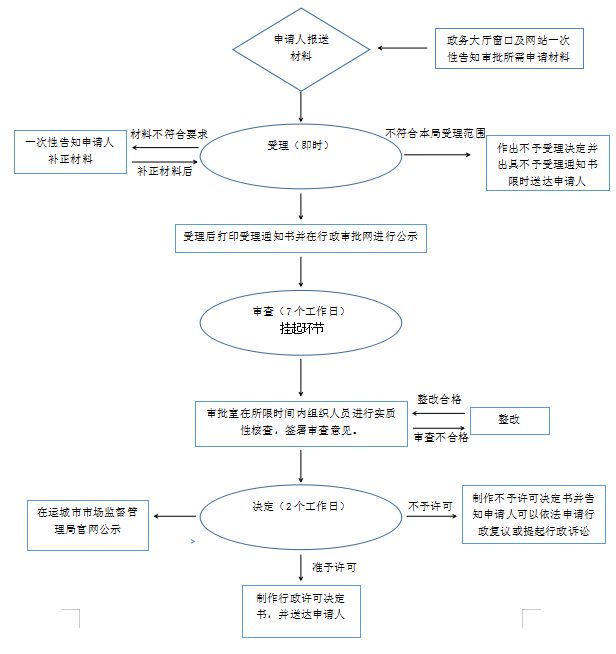 申请人报送
材料
政务大厅窗口及网站一次
性告知审批所需申请材料
一次性告知申请人
补正材料
材料不符合要求
补正材料后
受理（即时）
不符合本局受理范围
作出不予受理决定并
出具不予受理通知书
限时送达申请人
受理后打印受理通知书并在行政审批网进行公示
审查（7个工作日）
挂起环节
审批室在所限时间内组织人员进行实质
性核查，签署审查意见。
整改合格
审查不合格
整改
在运城市市场监督管
理局官网公示
决定（2个工作日）
不予许可
制作不予许可决定书并告
知申请人可以依法申请行
政复议或提起行政诉讼
准予许可
制作行政许可决定
书，并送达申请人